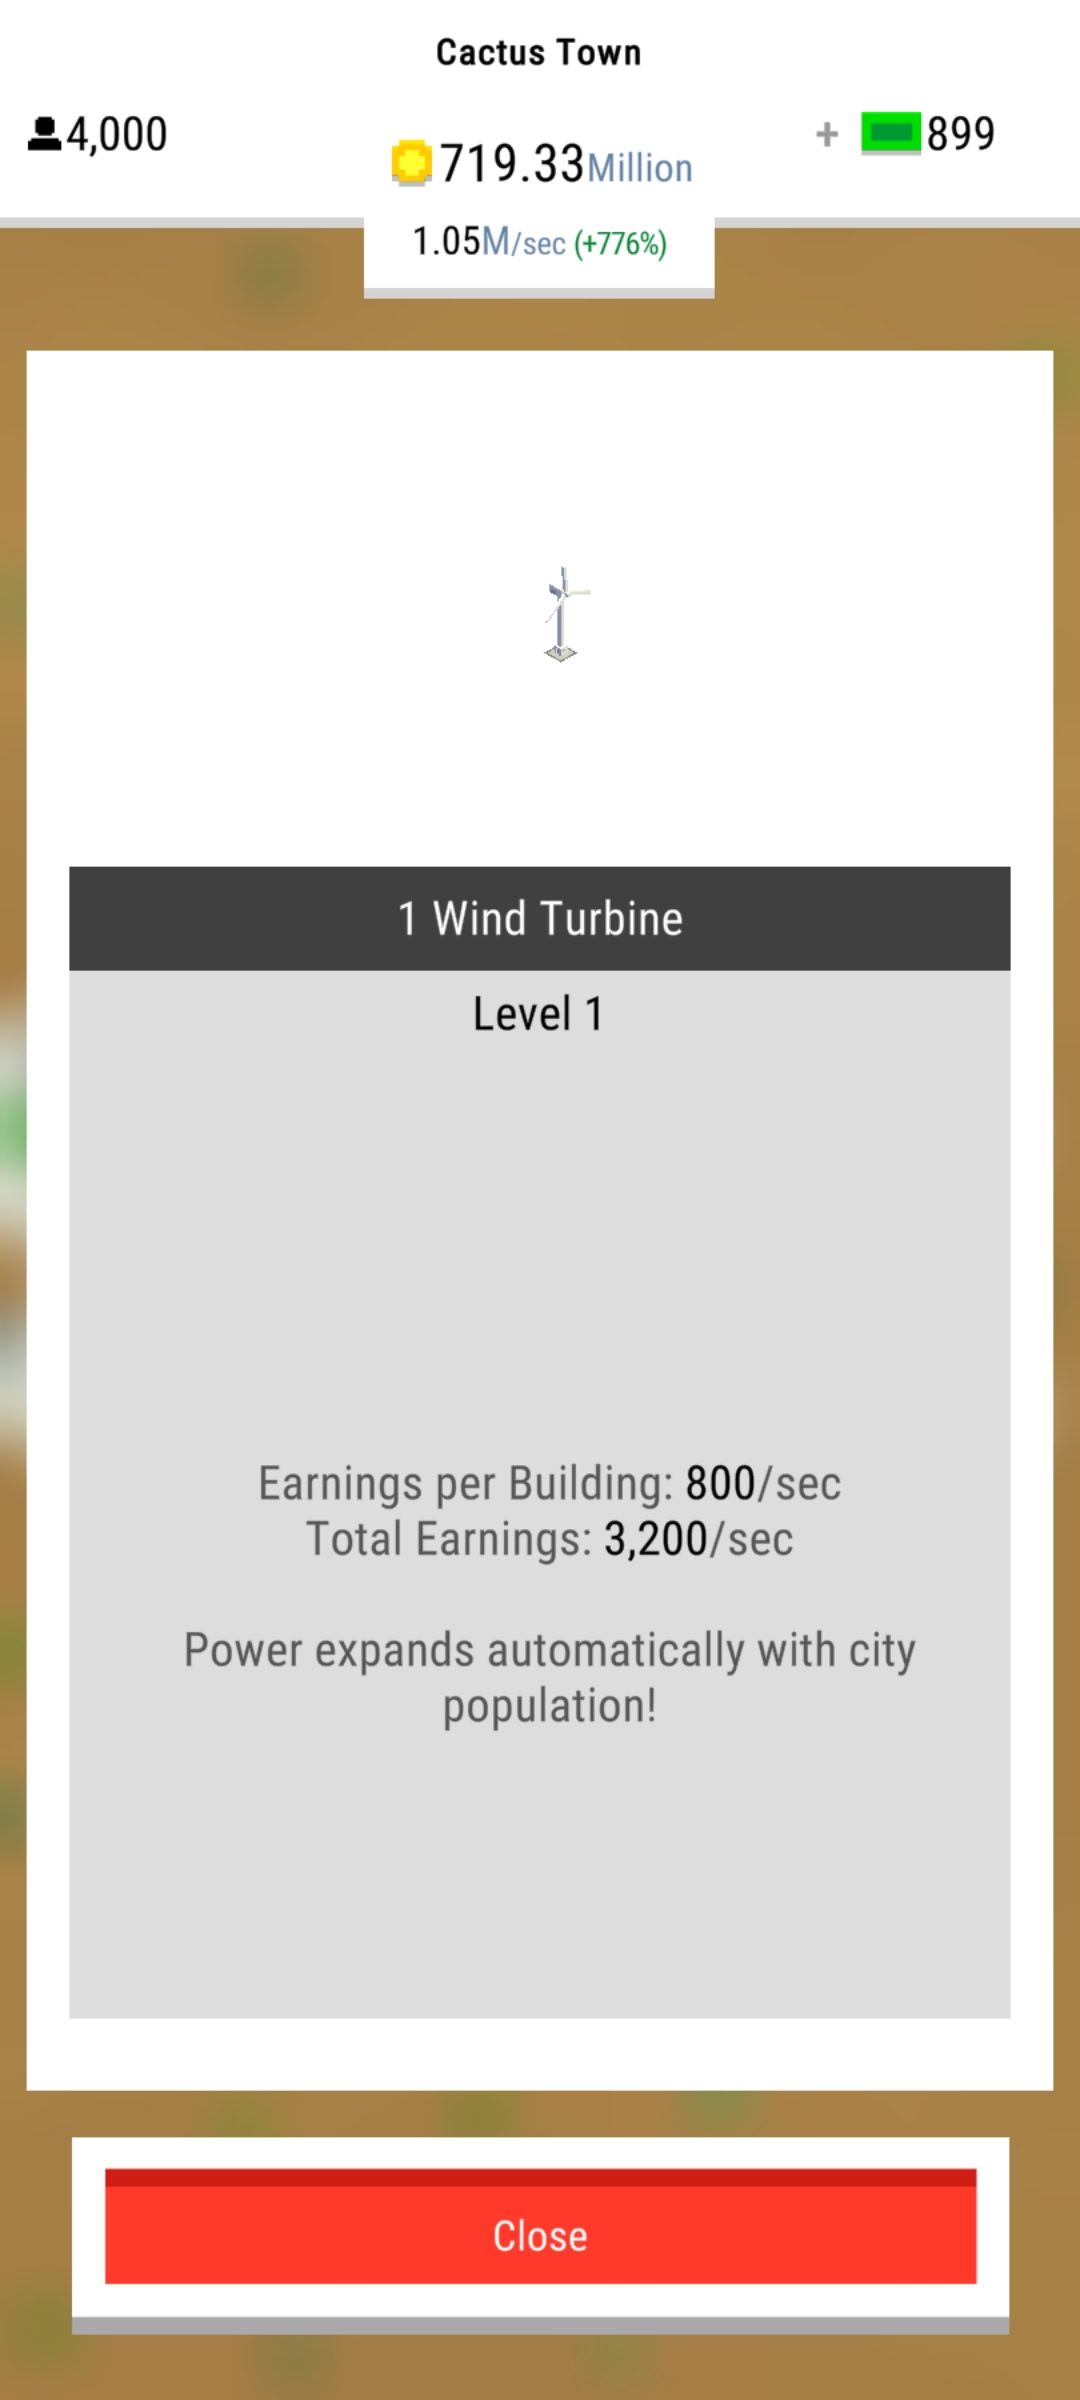 Cactus Town
4,000
719.33Million
+ 899
1.05M/sec (+776%)
1 Wind Turbine
Level 1
Earnings per Building: 800/sec
Total Earnings: 3,200/sec
Power expands automatically with city
population!
Close